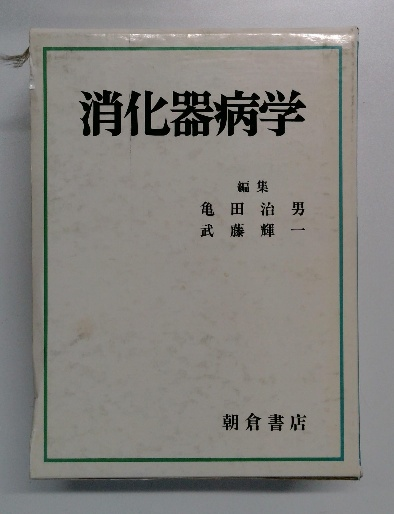 消化器病学
編集
亀田治男
武藤輝一
朝倉書店